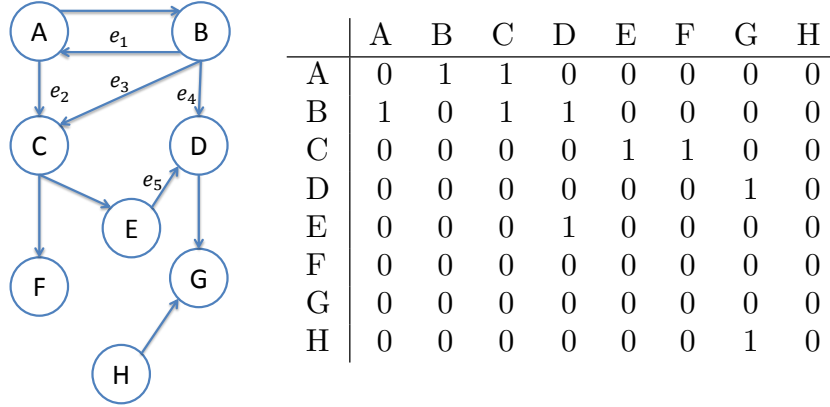 A B
e₁
e₂ e₃ e₄
C D
e₅
E
F G
H
A B C D E F G H
A 0 1 1 0 0 0 0 0
B 1 0 1 1 0 0 0 0
C 0 0 0 0 1 1 0 0
D 0 0 0 0 0 0 1 0
E 0 0 0 1 0 0 0 0
F 0 0 0 0 0 0 0 0
G 0 0 0 0 0 0 0 0
H 0 0 0 0 0 0 1 0